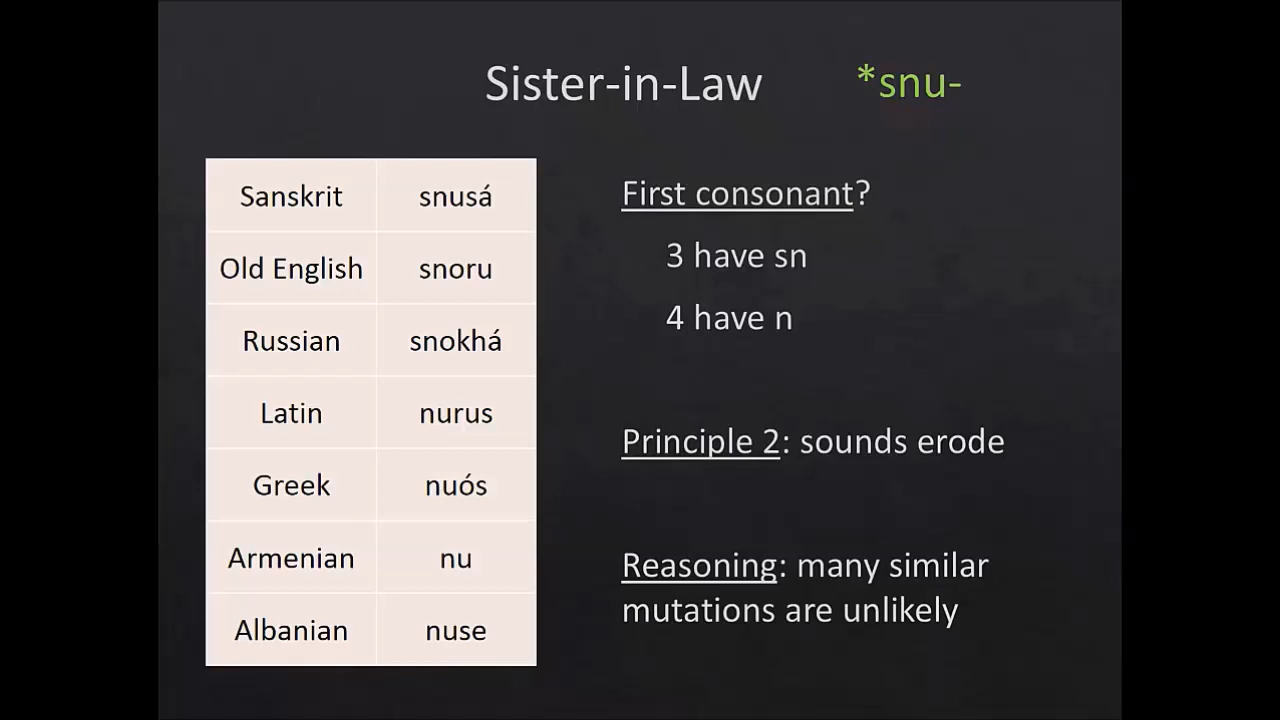 Sister-in-Law *snu-
Sanskrit snusá
Old English snoru
Russian snokhá
Latin nurus
Greek nuós
Armenian nu
Albanian nuse
First consonant?
3 have sn
4 have n
Principle 2: sounds erode
Reasoning: many similar
mutations are unlikely